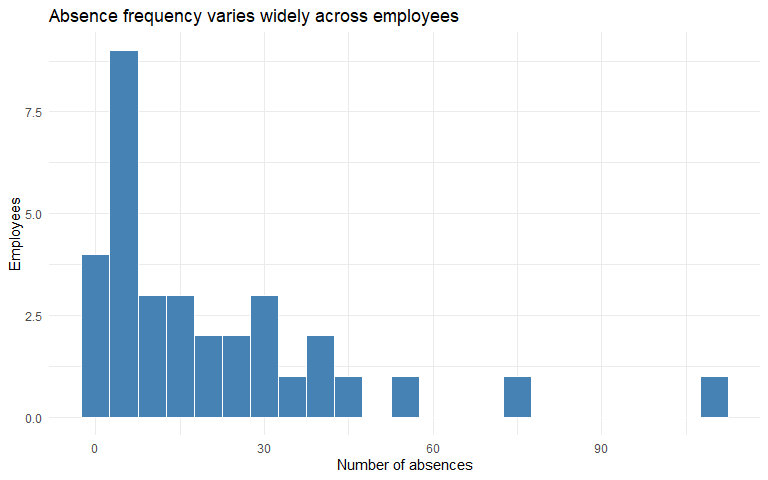 Absence frequency varies widely across employees
Employees
7.5
5.0
2.5
0.0
0 30 60 90
Number of absences